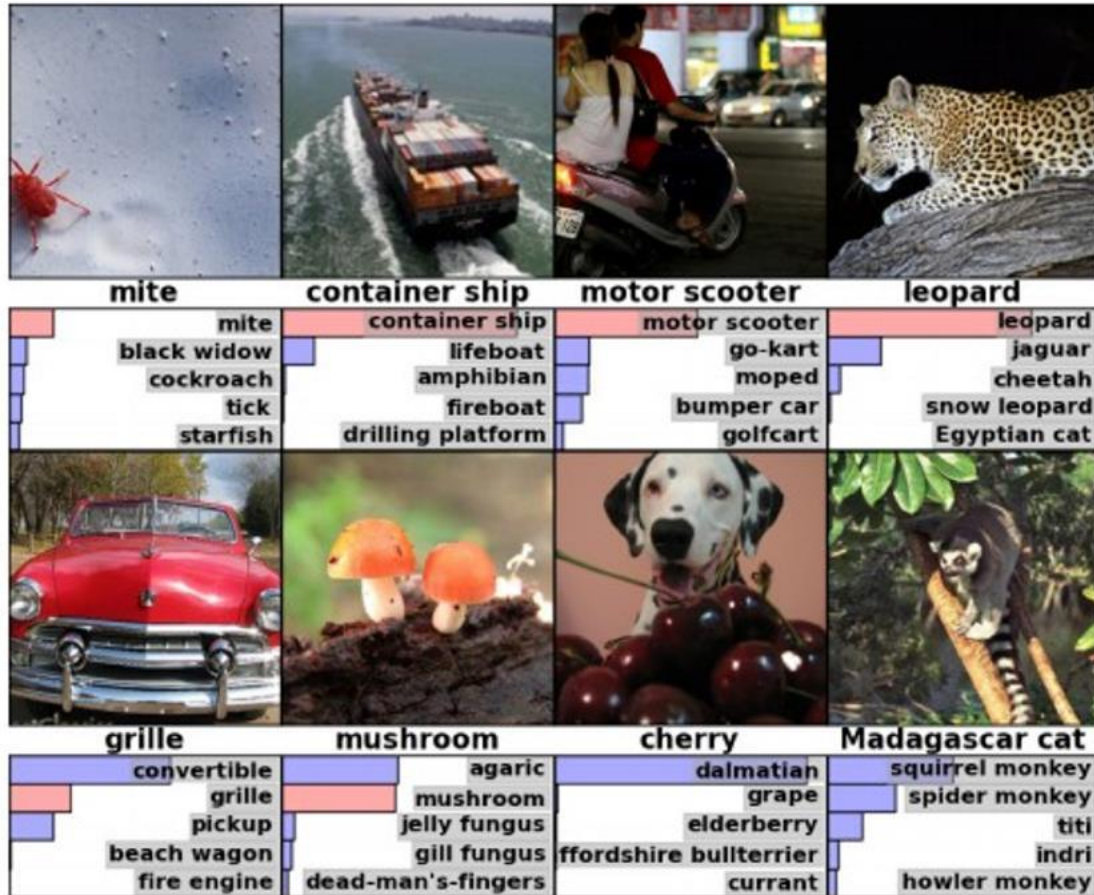 mite
container ship
motor scooter
leopard
mite
black widow
cockroach
tick
starfish
container ship
lifeboat
amphibian
fireboat
drilling platform
motor scooter
go-kart
moped
bumper car
golfcart
leopard
jaguar
cheetah
snow leopard
Egyptian cat
grille
mushroom
cherry
Madagascar cat
convertible
grille
pickup
beach wagon
fire engine
agaric
mushroom
jelly fungus
gill fungus
dead-man's-fingers
dalmatian
grape
elderberry
ffordshire bullterrier
currant
squirrel monkey
spider monkey
titi
indri
howler monkey